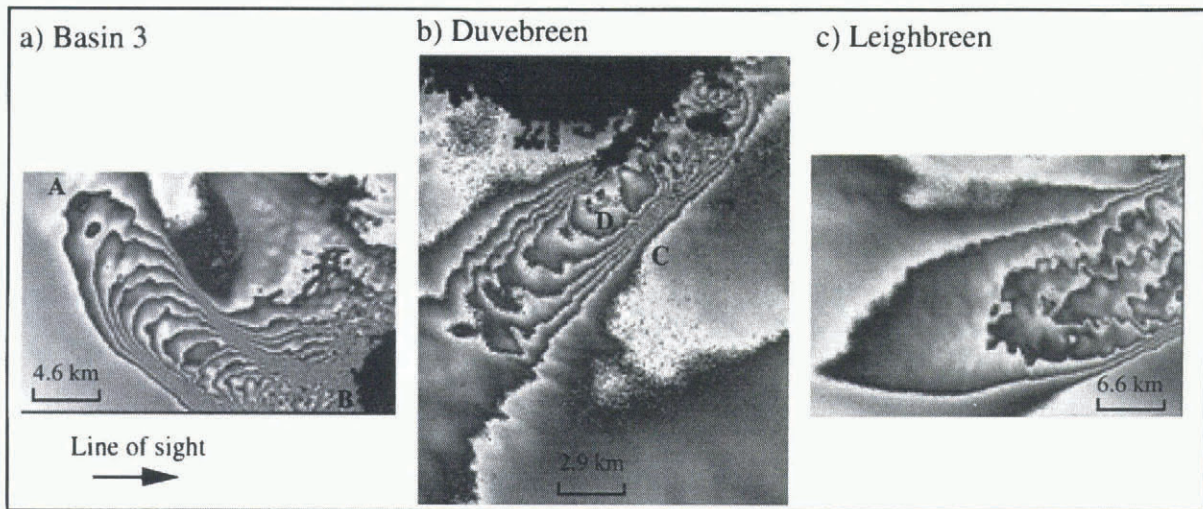 a) Basin 3
b) Duvebreen
c) Leighbreen
A
B
4.6 km
Line of sight
D
C
2.9 km
6.6 km